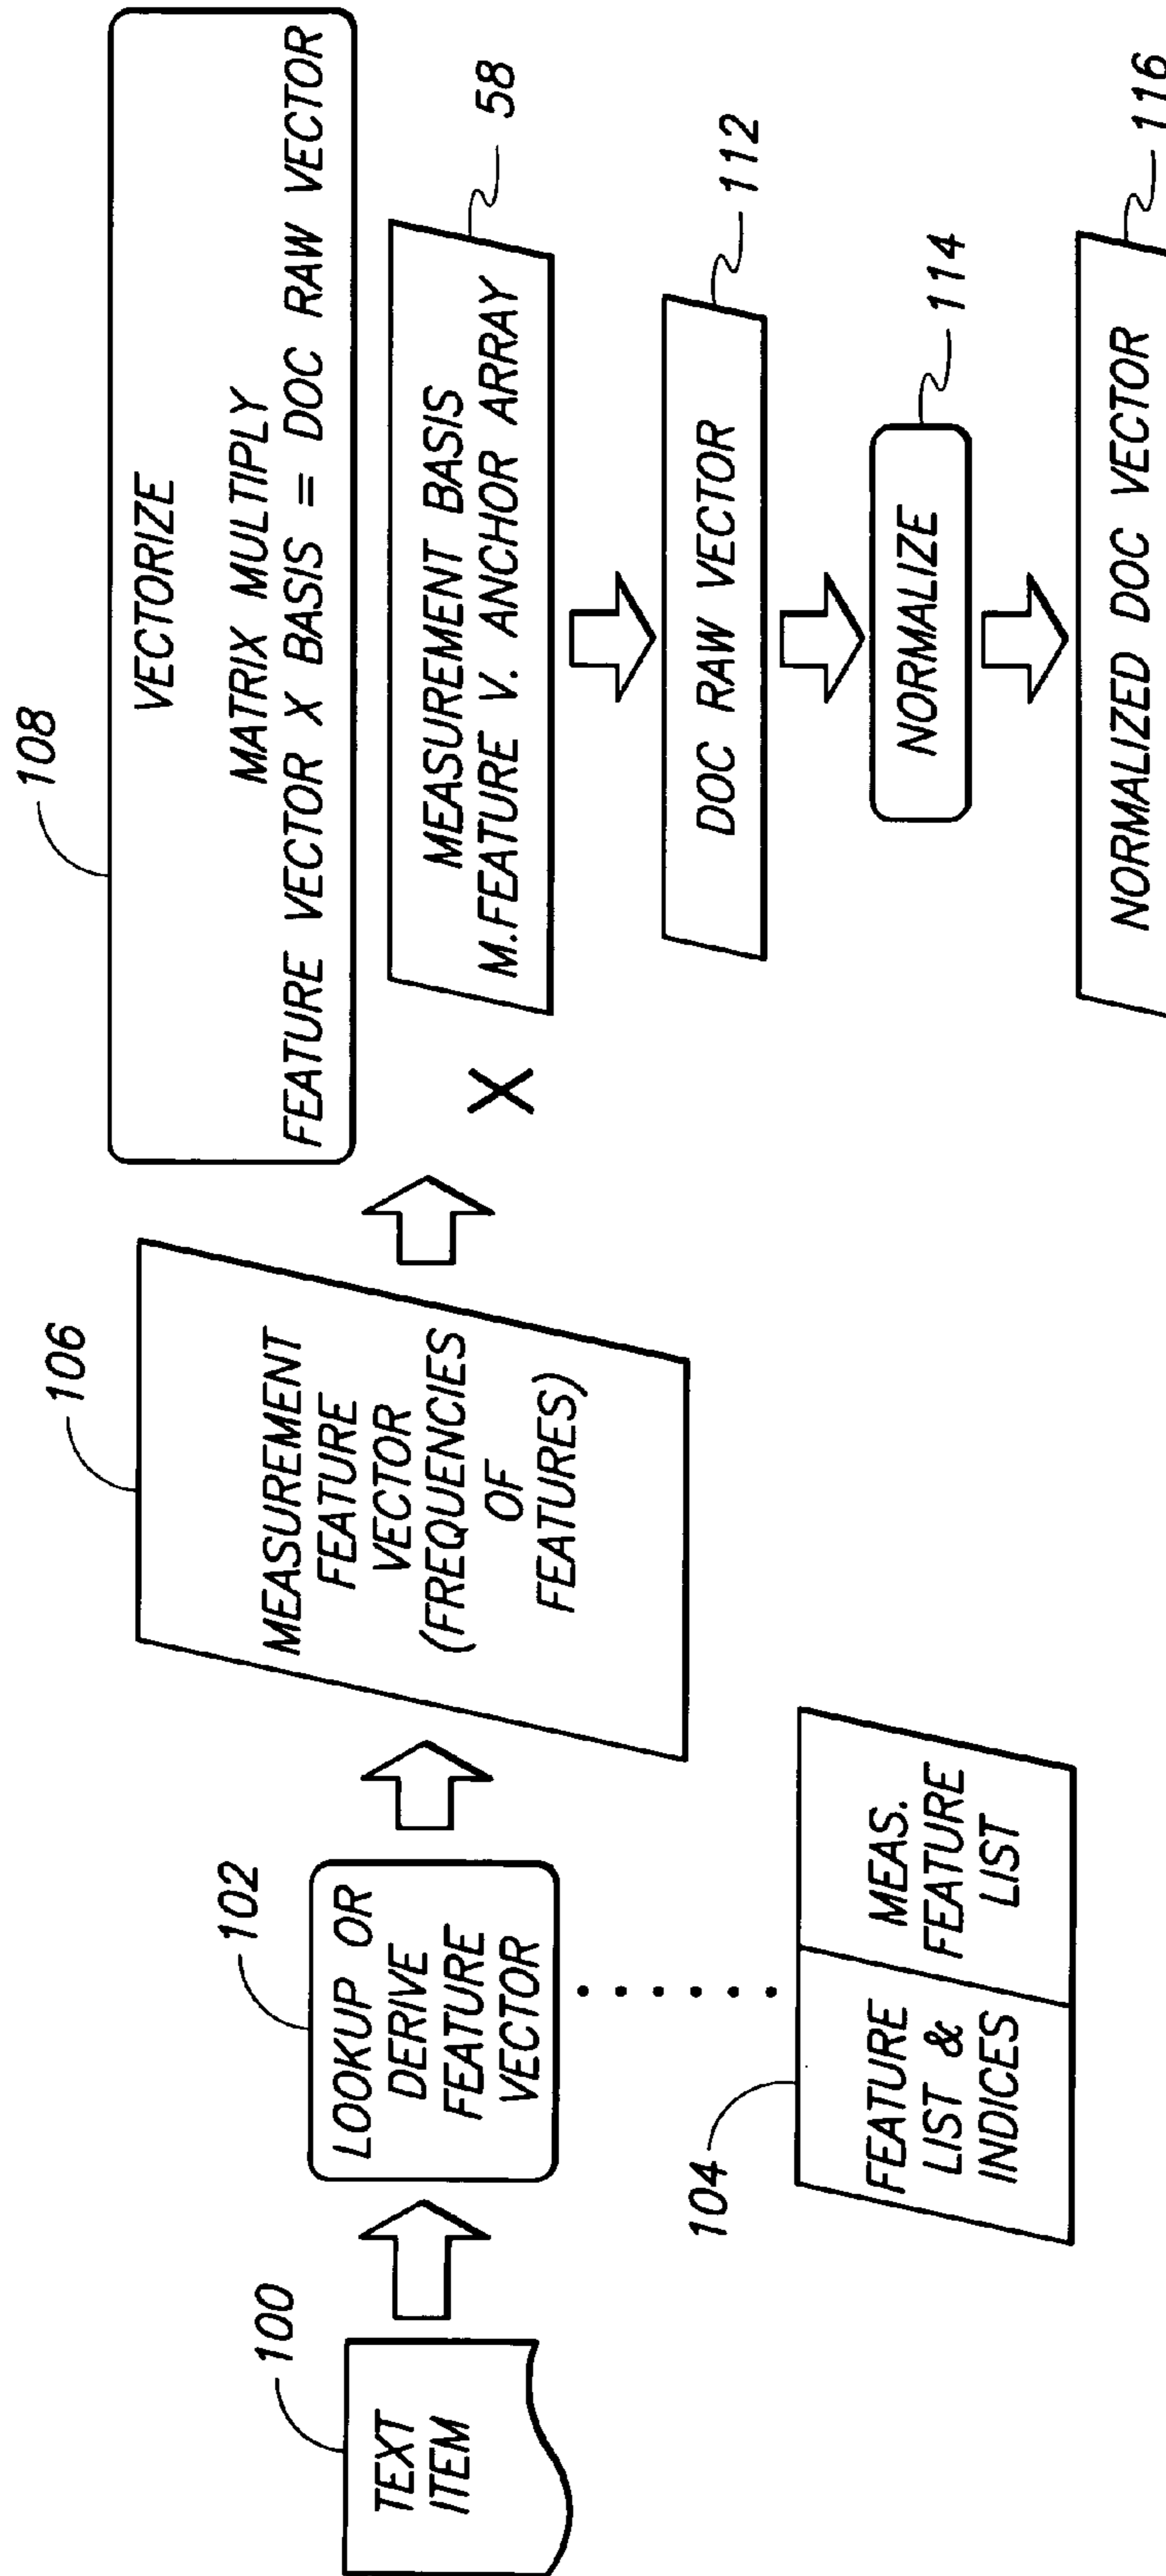 100
TEXT
ITEM
102
LOOKUP OR
DERIVE
FEATURE
VECTOR
104
FEATURE
LIST &
INDICES
MEAS.
FEATURE
LIST
106
MEASUREMENT
FEATURE
VECTOR
(FREQUENCIES
OF
FEATURES)
108
VECTORIZE
MATRIX MULTIPLY
FEATURE VECTOR X BASIS = DOC RAW VECTOR
X
MEASUREMENT BASIS
M.FEATURE V. ANCHOR ARRAY
58
DOC RAW VECTOR
112
NORMALIZE
114
NORMALIZED DOC VECTOR
116